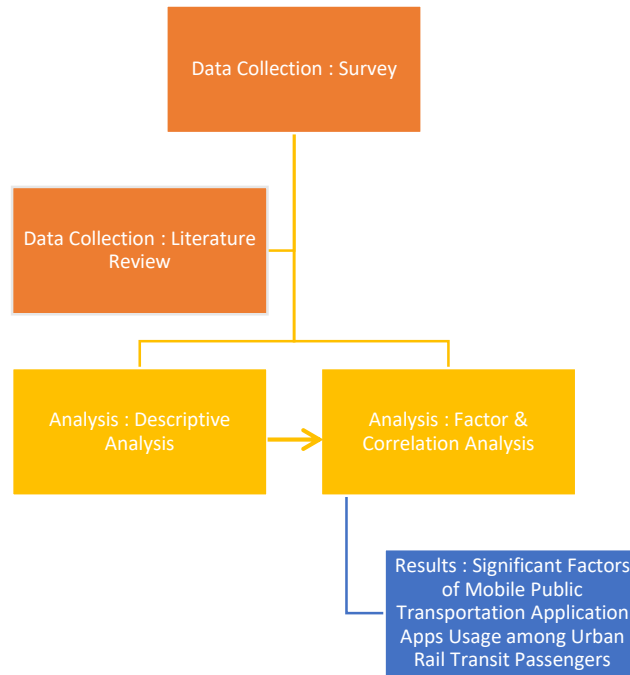 Data Collection : Survey
Data Collection : Literature
Review
Analysis : Descriptive
Analysis
Analysis : Factor &
Correlation Analysis
Results : Significant Factors
of Mobile Public
Transportation Application
Apps Usage among Urban
Rail Transit Passengers